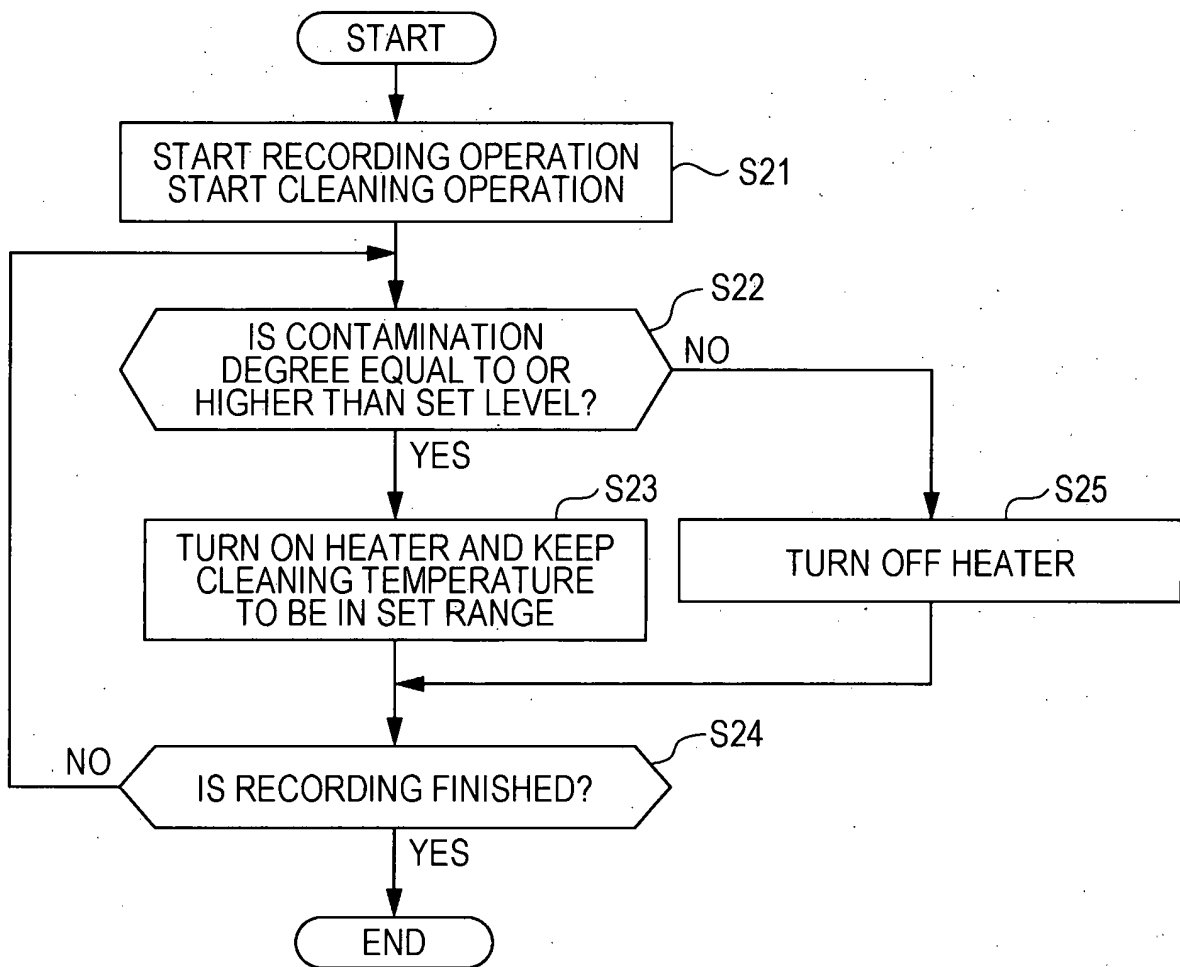 START
START RECORDING OPERATION
START CLEANING OPERATION
S21
S22
IS CONTAMINATION
DEGREE EQUAL TO OR
HIGHER THAN SET LEVEL?
NO
YES
S23
TURN ON HEATER AND KEEP
CLEANING TEMPERATURE
TO BE IN SET RANGE
S25
TURN OFF HEATER
S24
NO
IS RECORDING FINISHED?
YES
END